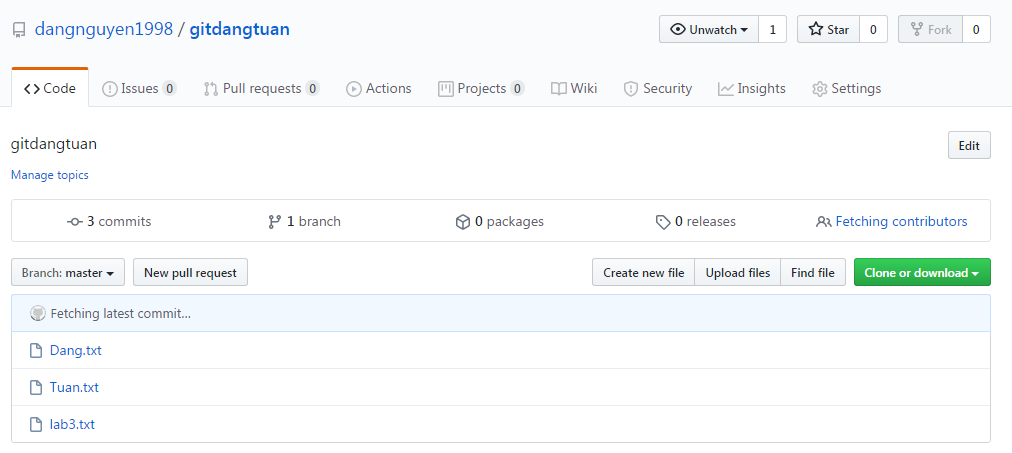 dangnguyen1998 / gitdangtuan Unwatch 1 Star 0 Fork 0
Code Issues 0 Pull requests 0 Actions Projects 0 Wiki Security Insights Settings
gitdangtuan Edit
Manage topics
3 commits 1 branch 0 packages 0 releases Fetching contributors
Branch: master New pull request Create new file Upload files Find file Clone or download
Fetching latest commit...
Dang.txt
Tuan.txt
lab3.txt